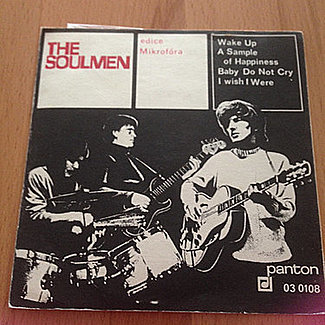 THE
SOULMEN
edice
Mikrofóra
Wake Up
A Sample
of Happiness
Baby Do Not Cry
I wish I Were
panton
03 0108